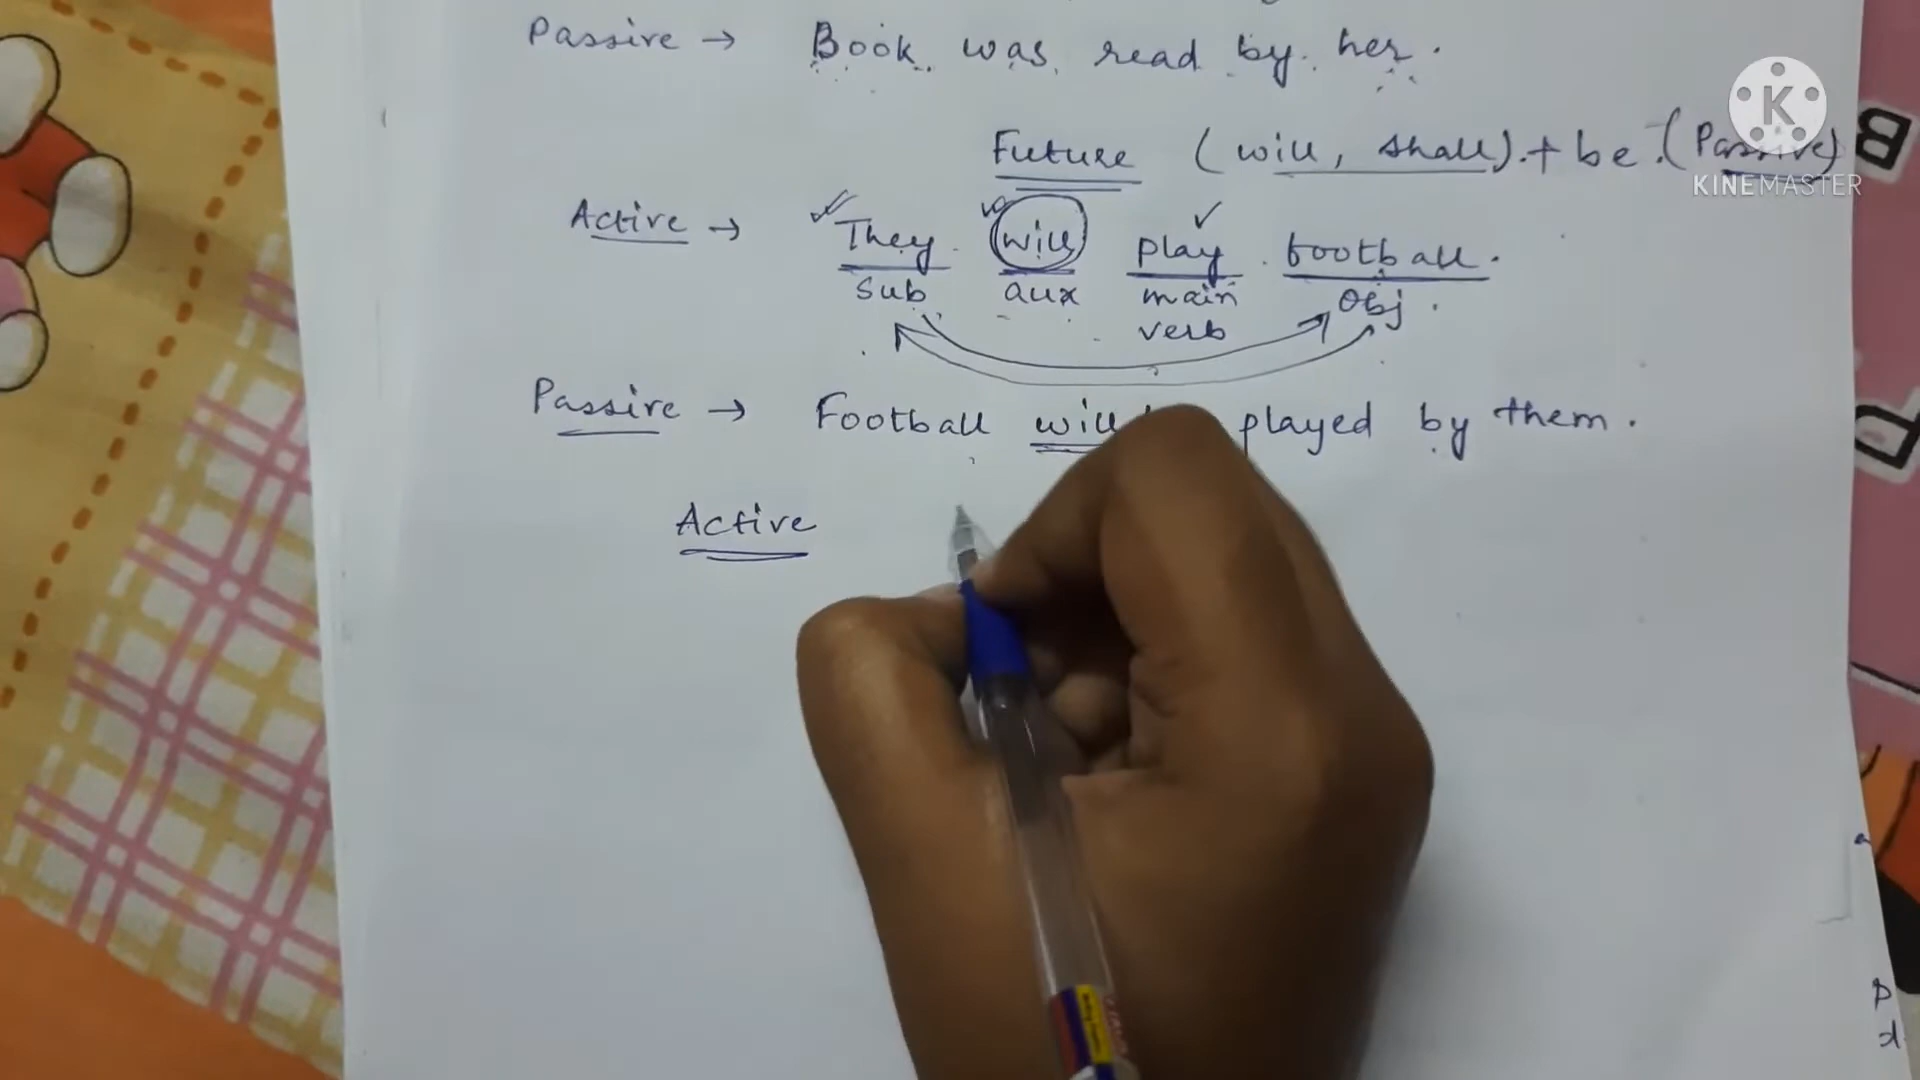 Passive → Book was read by her.
Future (will, shall) + be (Passive)
K
KINEMASTER
Active → They will play football.
sub aux main verb obj.
Passive → Football will played by them.
Active
B
P
P
d